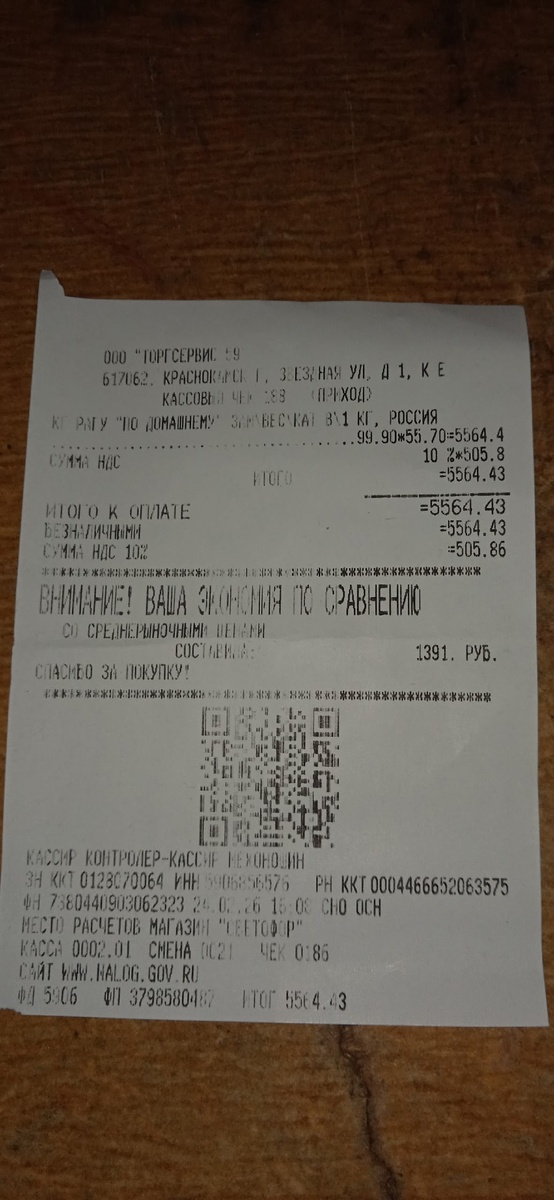 ООО "ТОРГСЕРВИС 59
617062, КРАСНОКАМСК Г, ЗВЕЗДНАЯ УЛ, Д 1, К Е
КАССОВЫЙ ЧЕК (ПРИХОД)
КГ РАГУ "ПО ДОМАШНЕМУ" ЗАМ\ВЕС\КАТ В\1 КГ, РОССИЯ
..................................99.90*55.70=5564.4
СУММА НДС 10 %*505.8
ИТОГО =5564.43
ИТОГО К ОПЛАТЕ =5564.43
БЕЗНАЛИЧНЫМИ =5564.43
СУММА НДС 10% =505.86
ВНИМАНИЕ! ВАША ЭКОНОМИЯ ПО СРАВНЕНИЮ
СО СРЕДНЕРЫНОЧНЫМИ ЦЕНАМИ
СОСТАВИЛА: 1391. РУБ.
СПАСИБО ЗА ПОКУПКУ!
КАССИР КОНТРОЛЕР-КАССИР МЕХОНОШИН
ЗН ККТ ИНН РН ККТ 0004466652063575
ФН 7380440903062323 СНО ОСН
МЕСТО РАСЧЕТОВ МАГАЗИН "СВЕТОФОР"
КАССА 0002.01 СМЕНА 0021 ЧЕК 0186
САЙТ WWW.NALOG.GOV.RU
ФД 5906 ФП ИТОГ 5564.43